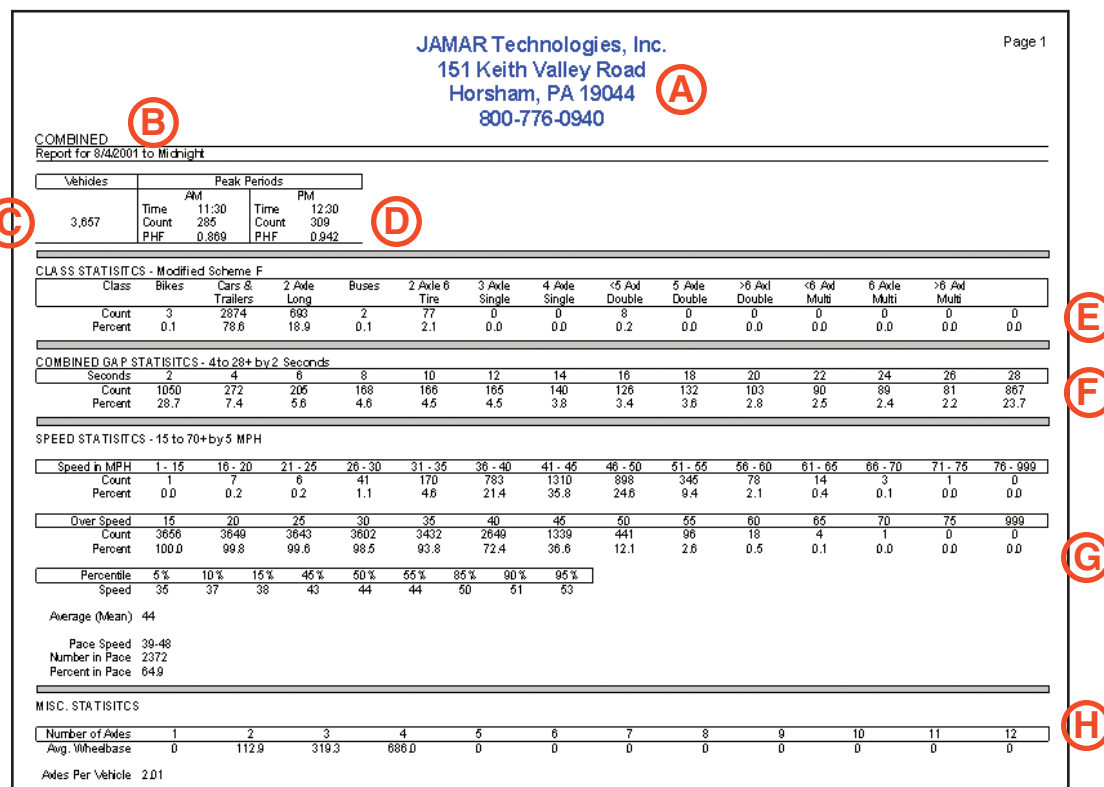 Page 1
JAMAR Technologies, Inc.
151 Keith Valley Road
Horsham, PA 19044
800-776-0940
A
B
COMBINED
Report for 8/4/2001 to Midnight
Vehicles Peak Periods
AM PM
Time 11:30 Time 12:30
3,657 Count 285 Count 309
PHF 0.869 PHF 0.942
C
D
CLASS STATISITCS - Modified Scheme F
Class Bikes Cars & 2 Axle Buses 2 Axle 6 3 Axle 4 Axle <5 Axl 5 Axle >6 Axl <6 Axl 6 Axle >6 Axl
Trailers Long Tire Single Single Double Double Double Multi Multi Multi
Count 3 2874 693 2 77 0 0 8 0 0 0 0 0 0
Percent 0.1 78.6 18.9 0.1 2.1 0.0 0.0 0.2 0.0 0.0 0.0 0.0 0.0 0.0
E
COMBINED GAP STATISITCS - 4 to 28+ by 2 Seconds
Seconds 2 4 6 8 10 12 14 16 18 20 22 24 26 28
Count 1050 272 205 168 166 165 140 126 132 103 90 89 81 867
Percent 28.7 7.4 5.6 4.6 4.5 4.5 3.8 3.4 3.6 2.8 2.5 2.4 2.2 23.7
F
SPEED STATISITCS - 15 to 70+ by 5 MPH
Speed in MPH 1 - 15 16 - 20 21 - 25 26 - 30 31 - 35 36 - 40 41 - 45 46 - 50 51 - 55 56 - 60 61 - 65 66 - 70 71 - 75 76 - 999
Count 1 7 6 41 170 783 1310 898 345 78 14 3 1 0
Percent 0.0 0.2 0.2 1.1 4.6 21.4 35.8 24.6 9.4 2.1 0.4 0.1 0.0 0.0
Over Speed 15 20 25 30 35 40 45 50 55 60 65 70 75 999
Count 3656 3649 3643 3602 3432 2649 1339 441 96 18 4 1 0 0
Percent 100.0 99.8 99.6 98.5 93.8 72.4 36.6 12.1 2.6 0.5 0.1 0.0 0.0 0.0
G
Percentile 5% 10% 15% 45% 50% 55% 85% 90% 95%
Speed 35 37 38 43 44 44 50 51 53
Average (Mean) 44
Pace Speed 39-48
Number in Pace 2372
Percent in Pace 64.9
MISC. STATISITCS
H
Number of Axles 1 2 3 4 5 6 7 8 9 10 11 12
Avg. Wheelbase 0 112.9 319.3 686.0 0 0 0 0 0 0 0 0
Axles Per Vehicle 2.01